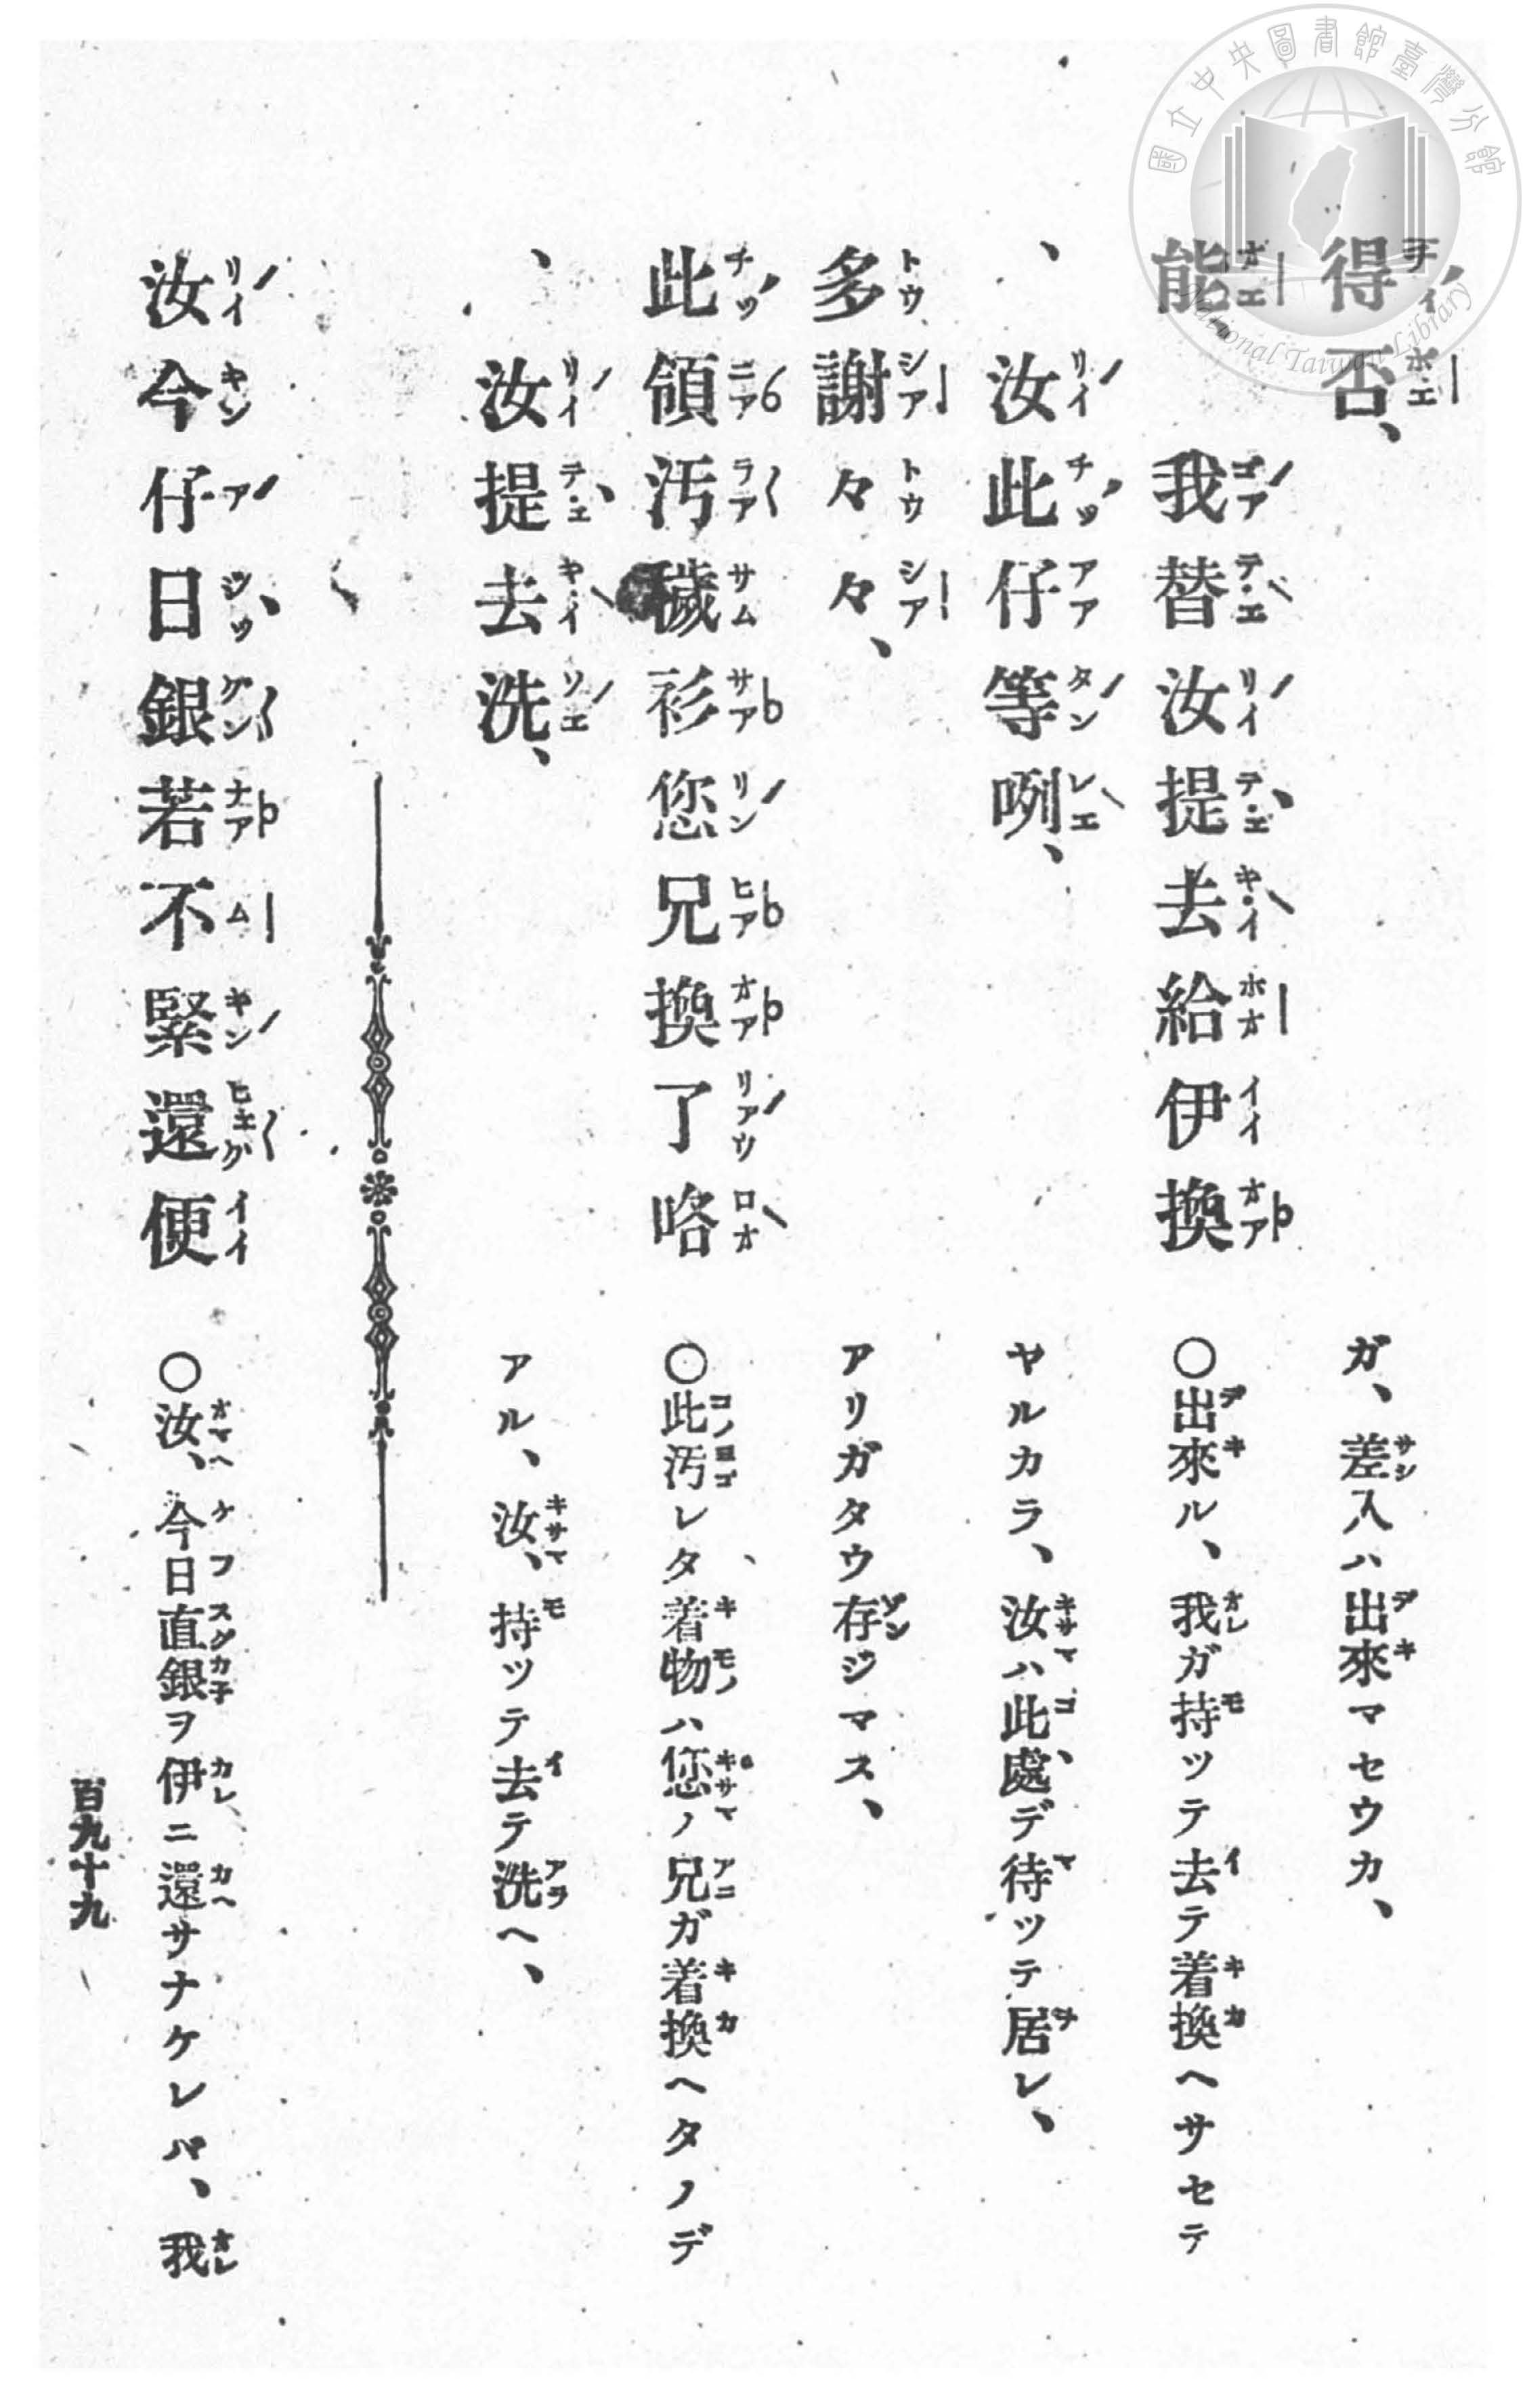 得否、
ガ、差入ハ出來マセウカ、
能 我替汝提去給伊換
〇出來ル、我ガ持ツテ去テ着換ヘサセテ
、汝此仔等咧、
ヤルカラ、汝ハ此處デ待ツテ居レ、
多謝々々、
アリガタウ存ジマス、
此領汚穢衫您兄換了咯
〇此汚レタ着物ハ您ノ兄ガ着換ヘタノデ
、汝提去洗、
アル、汝、持ツテ去テ洗ヘ、
汝今仔日銀若不緊還便
〇汝、今日直銀ヲ伊ニ還サナケレバ、我
百九十九
國立中央圖書館臺灣分館
National Taiwan Library